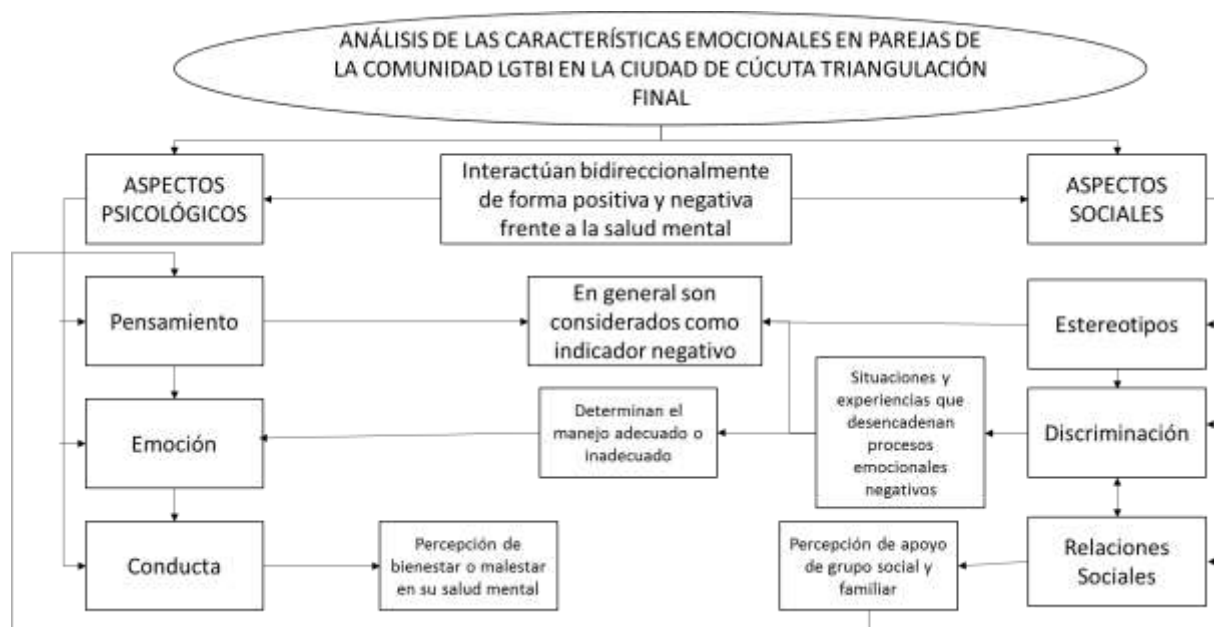 ANÁLISIS DE LAS CARACTERÍSTICAS EMOCIONALES EN PAREJAS DE
LA COMUNIDAD LGTBI EN LA CIUDAD DE CÚCUTA TRIANGULACIÓN
FINAL
ASPECTOS
PSICOLÓGICOS
Interactúan bidireccionalmente
de forma positiva y negativa
frente a la salud mental
ASPECTOS
SOCIALES
Pensamiento
En general son
considerados como
indicador negativo
Estereotipos
Emoción
Determinan el
manejo adecuado o
inadecuado
Situaciones y
experiencias que
desencadenan
procesos
emocionales
negativos
Discriminación
Conducta
Percepción de
bienestar o malestar
en su salud mental
Percepción de apoyo
de grupo social y
familiar
Relaciones
Sociales